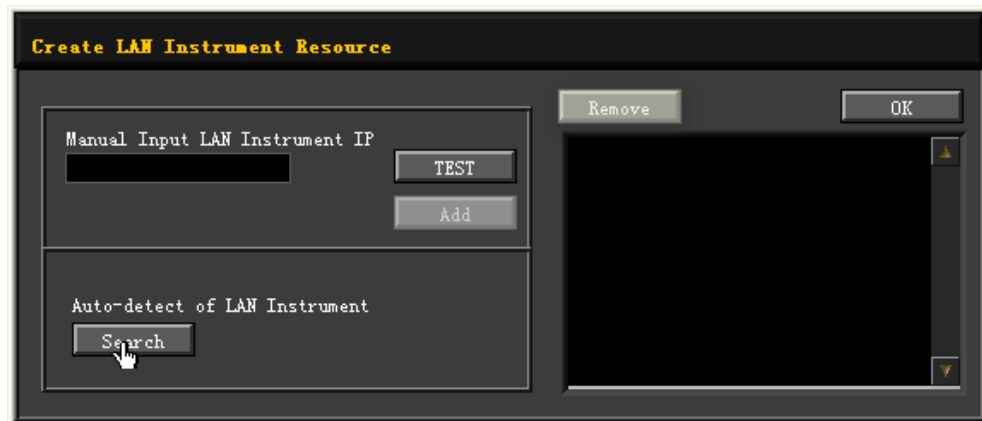 Create LAN Instrument Resource
Remove
OK
Manual Input LAN Instrument IP
TEST
Add
Auto-detect of LAN Instrument
Search